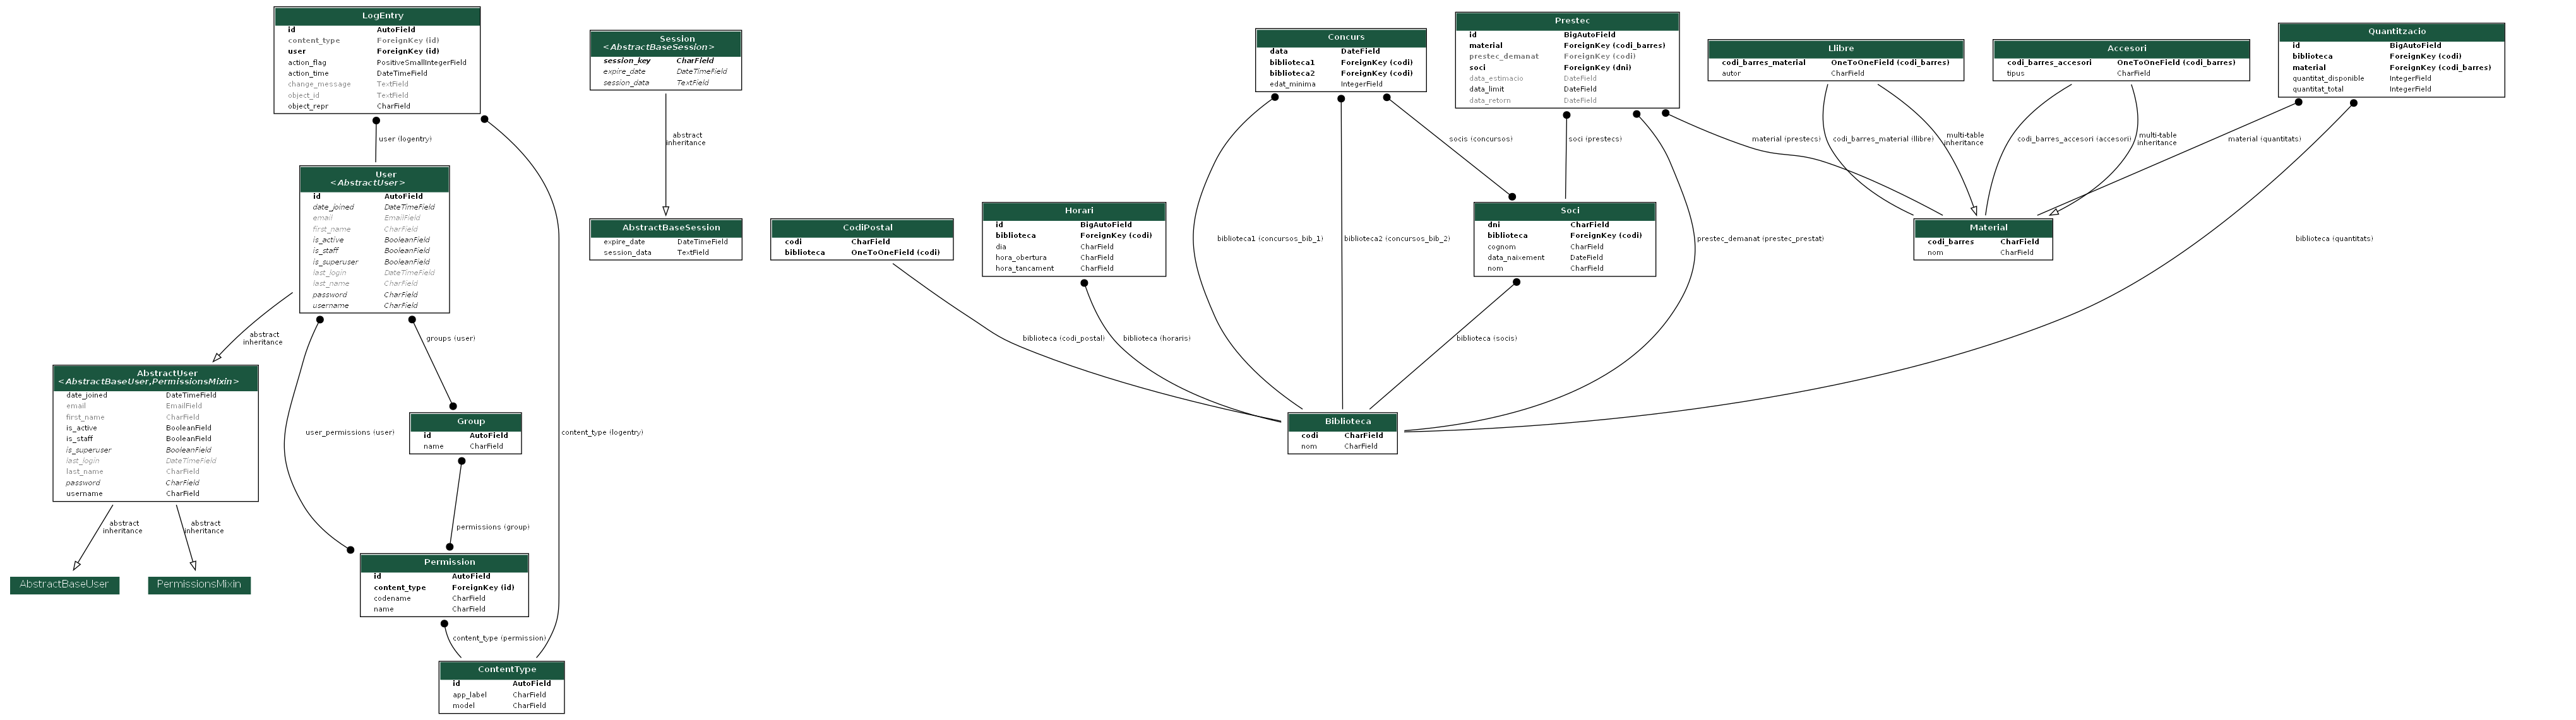 LogEntry
id AutoField
content_type ForeignKey (id)
user ForeignKey (id)
action_flag PositiveSmallIntegerField
action_time DateTimeField
change_message TextField
object_id TextField
object_repr CharField
user (logentry)
User
<AbstractUser>
id AutoField
date_joined DateTimeField
email EmailField
first_name CharField
is_active BooleanField
is_staff BooleanField
is_superuser BooleanField
last_login DateTimeField
last_name CharField
password CharField
username CharField
abstract
inheritance
groups (user)
AbstractUser
<AbstractBaseUser,PermissionsMixin>
date_joined DateTimeField
email EmailField
first_name CharField
is_active BooleanField
is_staff BooleanField
is_superuser BooleanField
last_login DateTimeField
last_name CharField
password CharField
username CharField
user_permissions (user)
Group
id AutoField
name CharField
content_type (logentry)
abstract
inheritance
abstract
inheritance
permissions (group)
AbstractBaseUser
PermissionsMixin
Permission
id AutoField
content_type ForeignKey (id)
codename CharField
name CharField
content_type (permission)
ContentType
id AutoField
app_label CharField
model CharField
Session
<AbstractBaseSession>
session_key CharField
expire_date DateTimeField
session_data TextField
abstract
inheritance
AbstractBaseSession
expire_date DateTimeField
session_data TextField
CodiPostal
codi CharField
biblioteca OneToOneField (codi)
Horari
id BigAutoField
biblioteca ForeignKey (codi)
dia CharField
hora_obertura CharField
hora_tancament CharField
Concurs
data DateField
biblioteca1 ForeignKey (codi)
biblioteca2 ForeignKey (codi)
edat_minima IntegerField
Prestec
id BigAutoField
material ForeignKey (codi_barres)
prestec_demanat ForeignKey (codi)
soci ForeignKey (dni)
data_estimacio DateField
data_limit DateField
data_retorn DateField
Llibre
codi_barres_material OneToOneField (codi_barres)
autor CharField
Accesori
codi_barres_accesori OneToOneField (codi_barres)
tipus CharField
Quantitzacio
id BigAutoField
biblioteca ForeignKey (codi)
material ForeignKey (codi_barres)
quantitat_disponible IntegerField
quantitat_total IntegerField
socis (concursos)
soci (prestecs)
material (prestecs)
codi_barres_material (llibre)
multi-table
inheritance
codi_barres_accesori (accesori)
multi-table
inheritance
material (quantitats)
Soci
dni CharField
biblioteca ForeignKey (codi)
cognom CharField
data_naixement DateField
nom CharField
Material
codi_barres CharField
nom CharField
biblioteca1 (concursos_bib_1)
biblioteca2 (concursos_bib_2)
prestec_demanat (prestec_prestat)
biblioteca (quantitats)
biblioteca (codi_postal)
biblioteca (horaris)
biblioteca (socis)
Biblioteca
codi CharField
nom CharField